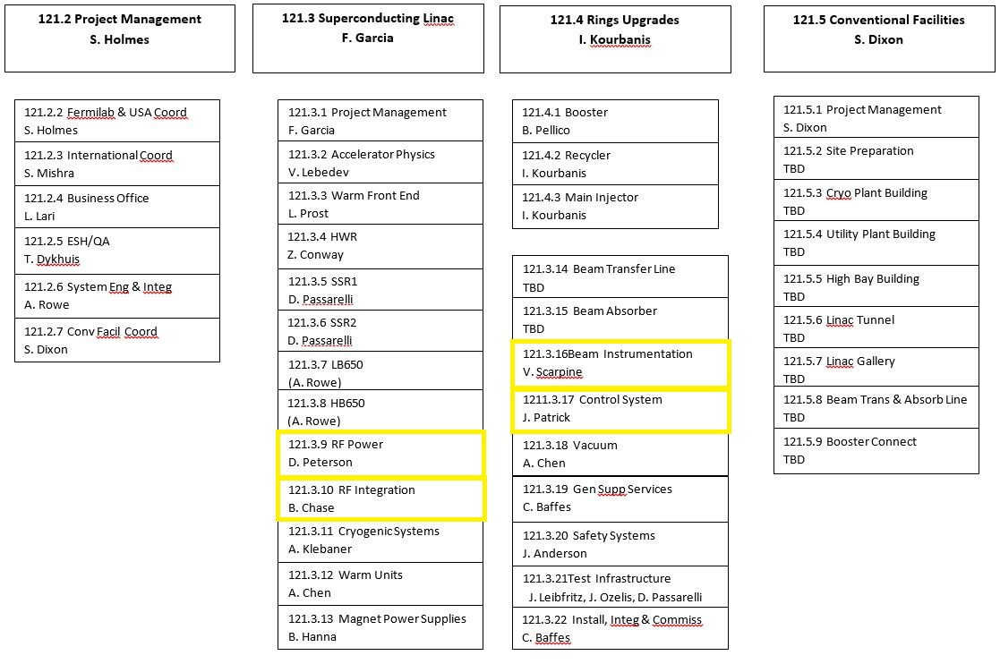 121.2 Project Management
S. Holmes
121.2.2 Fermilab & USA Coord
S. Holmes
121.2.3 International Coord
S. Mishra
121.2.4 Business Office
L. Lari
121.2.5 ESH/QA
T. Dykhuis
121.2.6 System Eng & Integ
A. Rowe
121.2.7 Conv Facil Coord
S. Dixon
121.3 Superconducting Linac
F. Garcia
121.3.1 Project Management
F. Garcia
121.3.2 Accelerator Physics
V. Lebedev
121.3.3 Warm Front End
L. Prost
121.3.4 HWR
Z. Conway
121.3.5 SSR1
D. Passarelli
121.3.6 SSR2
D. Passarelli
121.3.7 LB650
(A. Rowe)
121.3.8 HB650
(A. Rowe)
121.3.9 RF Power
D. Peterson
121.3.10 RF Integration
B. Chase
121.3.11 Cryogenic Systems
A. Klebaner
121.3.12 Warm Units
A. Chen
121.3.13 Magnet Power Supplies
B. Hanna
121.4 Rings Upgrades
I. Kourbanis
121.4.1 Booster
B. Pellico
121.4.2 Recycler
I. Kourbanis
121.4.3 Main Injector
I. Kourbanis
121.3.14 Beam Transfer Line
TBD
121.3.15 Beam Absorber
TBD
121.3.16Beam Instrumentation
V. Scarpine
1211.3.17 Control System
J. Patrick
121.3.18 Vacuum
A. Chen
121.3.19 Gen Supp Services
C. Baffes
121.3.20 Safety Systems
J. Anderson
121.3.21Test Infrastructure
J. Leibfritz, J. Ozelis, D. Passarelli
121.3.22 Install, Integ & Commiss
C. Baffes
121.5 Conventional Facilities
S. Dixon
121.5.1 Project Management
S. Dixon
121.5.2 Site Preparation
TBD
121.5.3 Cryo Plant Building
TBD
121.5.4 Utility Plant Building
TBD
121.5.5 High Bay Building
TBD
121.5.6 Linac Tunnel
TBD
121.5.7 Linac Gallery
TBD
121.5.8 Beam Trans & Absorb Line
TBD
121.5.9 Booster Connect
TBD